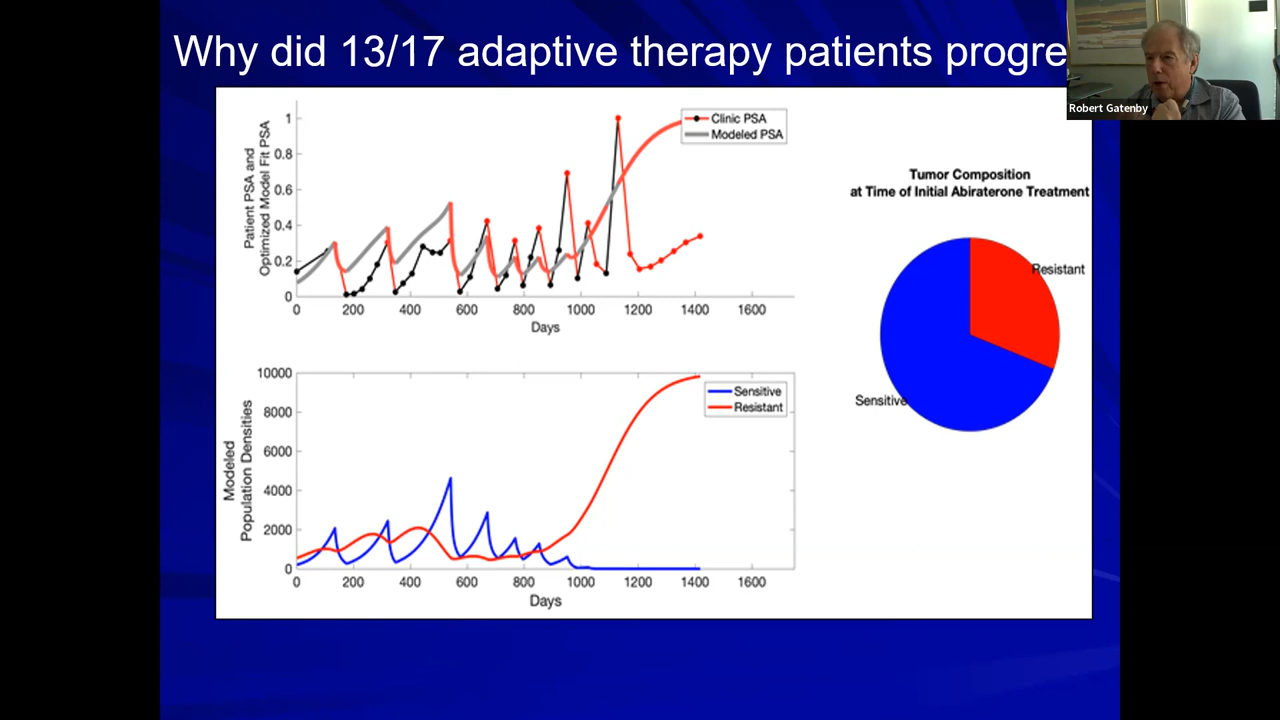 Why did 13/17 adaptive therapy patients progre
Robert Gatenby
Patient PSA and
Optimized Model Fit PSA
1
0.8
0.6
0.4
0.2
0
Clinic PSA
Modeled PSA
0 200 400 600 800 1000 1200 1400 1600
Days
Tumor Composition
at Time of Initial Abiraterone Treatment
Resistant
Sensitive
Modeled
Population Densities
10000
8000
6000
4000
2000
0
Sensitive
Resistant
0 200 400 600 800 1000 1200 1400 1600
Days